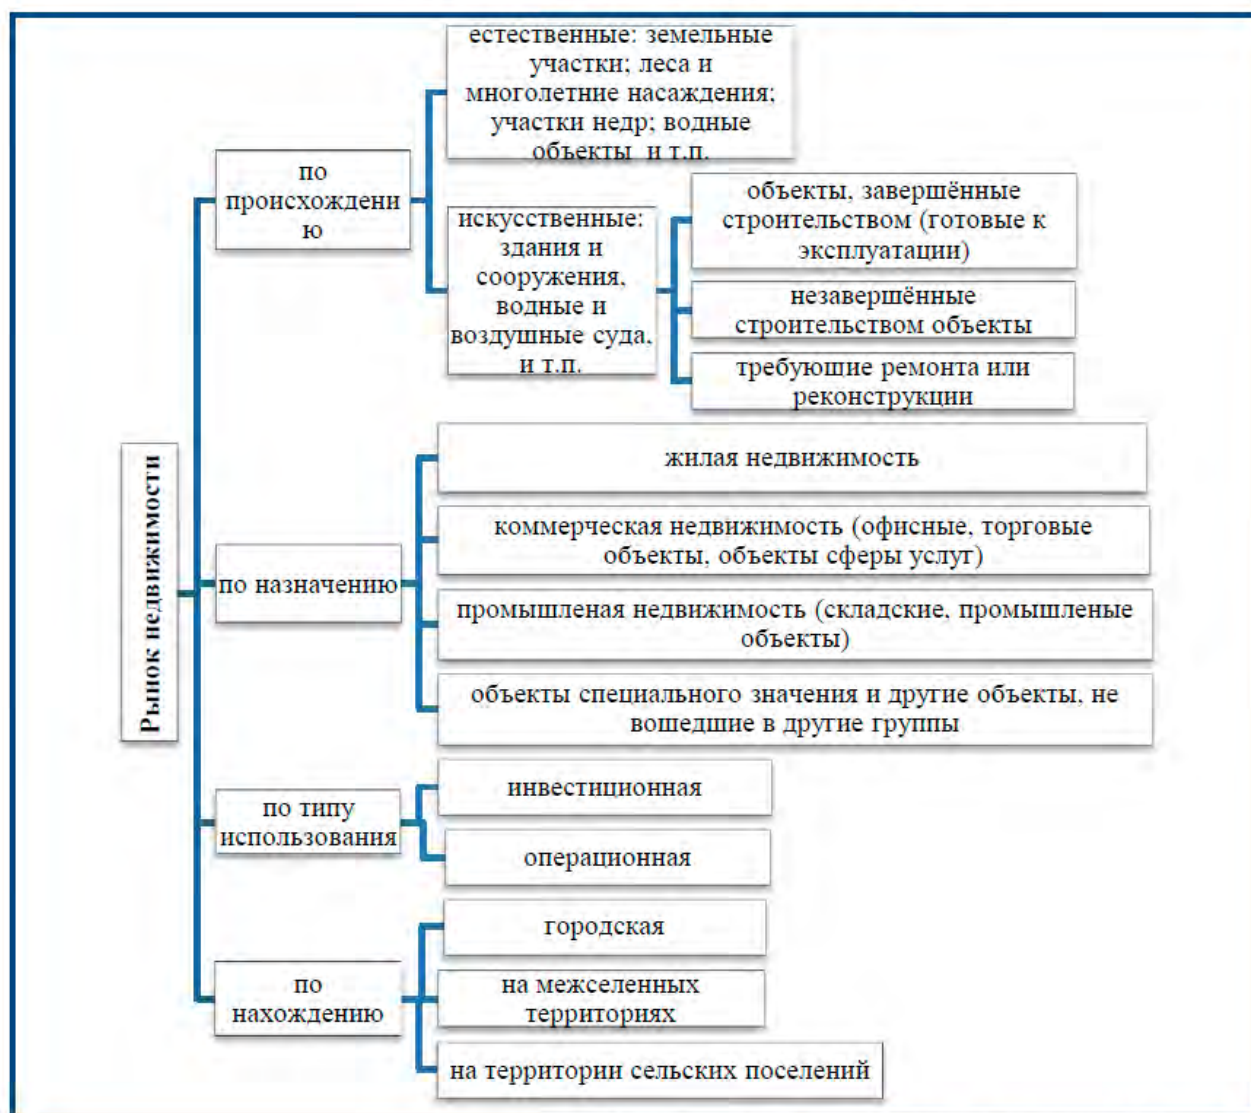 естественные: земельные
участки; леса и
многолетние насаждения;
участки недр; водные
объекты и т.п.
по
происхождени
ю
искусственные:
здания и
сооружения,
водные и
воздушные суда,
и т.п.
объекты, завершённые
строительством (готовые к
эксплуатации)
незавершённые
строительством объекты
требуюшие ремонта или
реконструкции
Рынок недвижимости
по назначению
жилая недвижимость
коммерческая недвижимость (офисные, торговые
объекты, объекты сферы услуг)
промышленая недвижимость (складские, промышленые
объекты)
объекты специального значения и другие объекты, не
вошедшие в другие группы
по типу
использования
инвестиционная
операционная
по
нахождению
городская
на межселенных
территориях
на территории сельских поселений